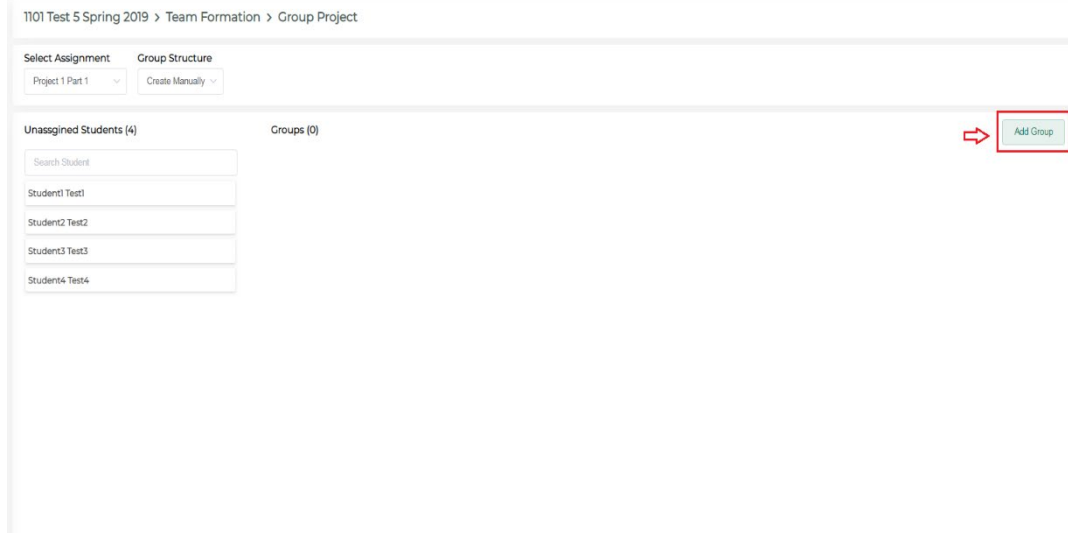 1101 Test 5 Spring 2019 > Team Formation > Group Project
Select Assignment Group Structure
Project 1 Part 1 Create Manually
Unassgined Students (4) Groups (0) Add Group
Search Student
Student1 Test1
Student2 Test2
Student3 Test3
Student4 Test4